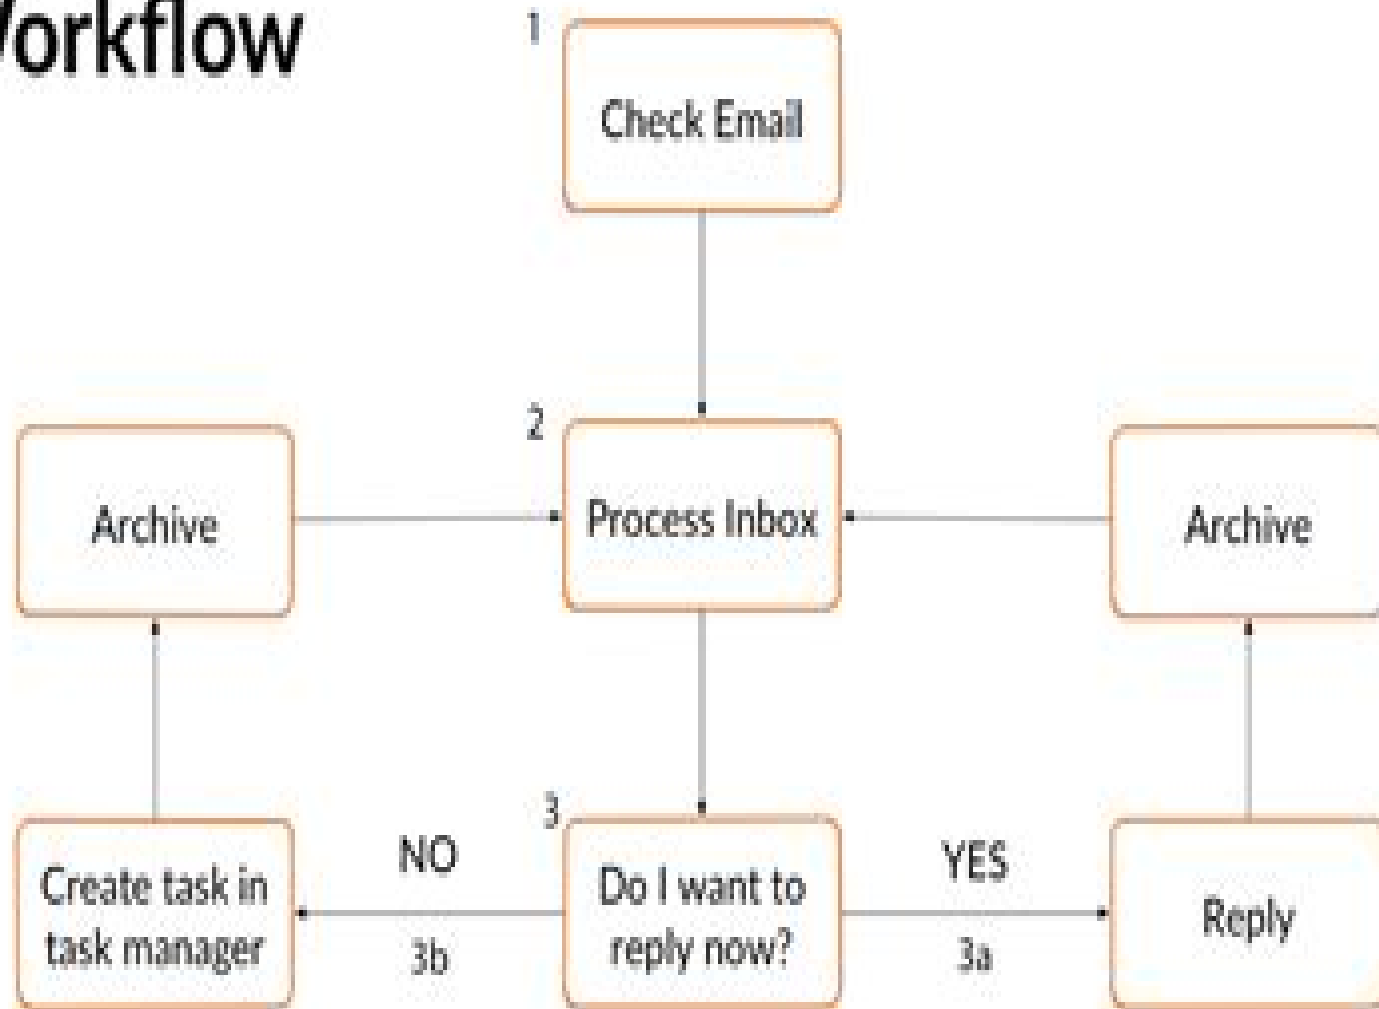 Workflow
1
Check Email
2
Archive
Process Inbox
Archive
3
NO
YES
Create task in
task manager
Do I want to
reply now?
Reply
3b
3a